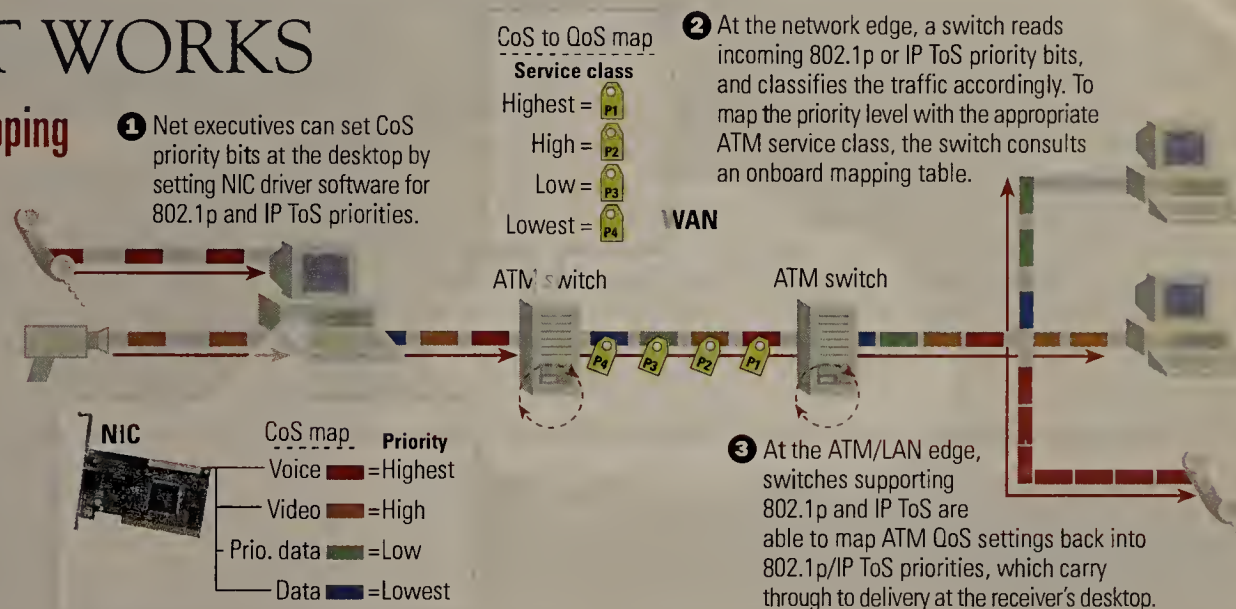 T WORKS
pping
1 Net executives can set CoS
priority bits at the desktop by
setting NIC driver software for
802.1p and IP ToS priorities.
CoS to QoS map
Service class
Highest = P1
High = P2
Low = P3
Lowest = P4
2 At the network edge, a switch reads
incoming 802.1p or IP ToS priority bits,
and classifies the traffic accordingly. To
map the priority level with the appropriate
ATM service class, the switch consults
an onboard mapping table.
WAN
ATM switch
ATM switch
P4 P3 P2 P1
NIC
CoS map Priority
Voice =Highest
Video =High
Prio. data =Low
Data =Lowest
3 At the ATM/LAN edge,
switches supporting
802.1p and IP ToS are
able to map ATM QoS settings back into
802.1p/IP ToS priorities, which carry
through to delivery at the receiver's desktop.